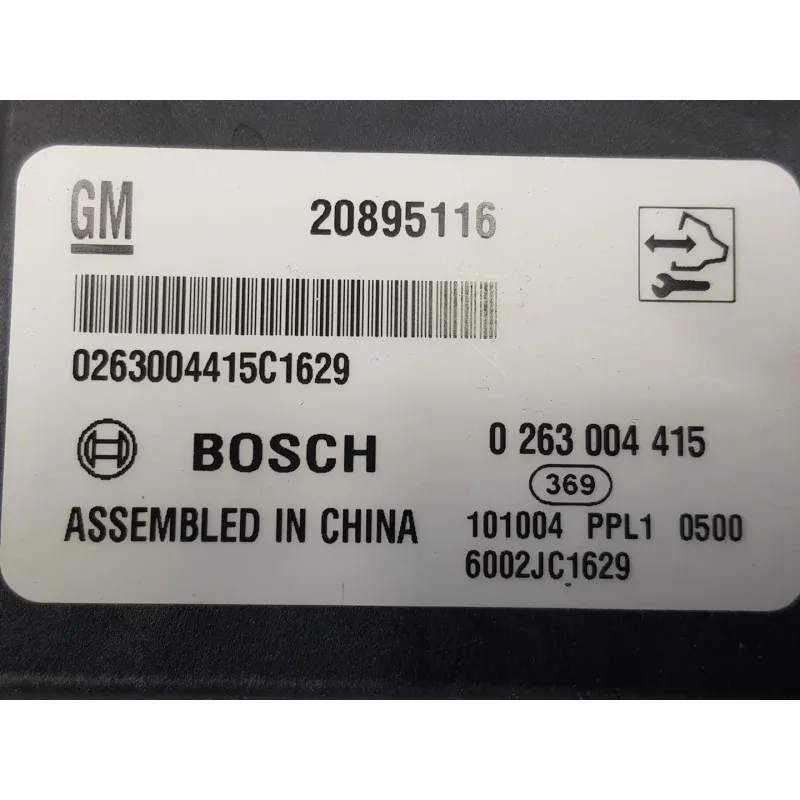 GM 20895116
0263004415C1629
BOSCH 0 263 004 415
369
ASSEMBLED IN CHINA 101004 PPL1 0500
6002JC1629